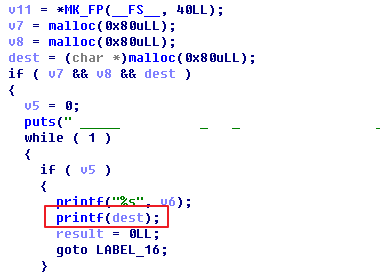 v11 = *MK_FP(__FS__, 40LL);
v7 = malloc(0x80uLL);
v8 = malloc(0x80uLL);
dest = (char *)malloc(0x80uLL);
if ( v7 && v8 && dest )
{
v5 = 0;
puts(" _____            _   _
while ( 1 )
{
if ( v5 )
{
printf("%s", v6);
printf(dest);
result = 0LL;
goto LABEL_16;
}